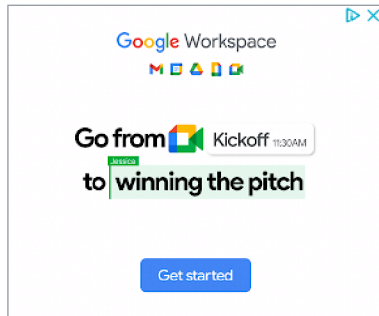 Google Workspace
Go from Kickoff 11:30AM
Jessica
to winning the pitch
Get started